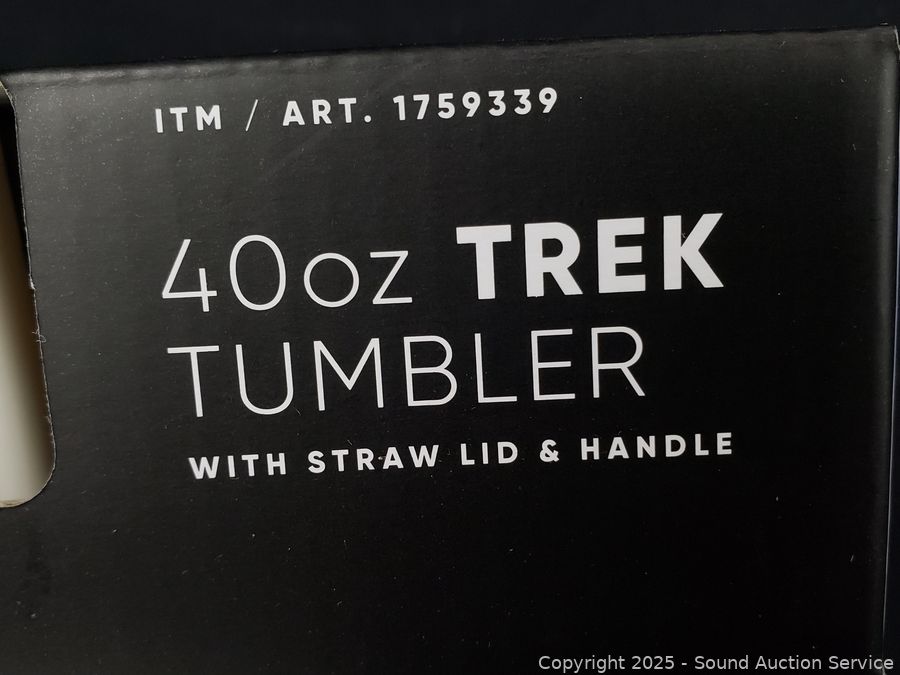 ITM / ART. 1759339
40oz TREK
TUMBLER
WITH STRAW LID & HANDLE
Copyright 2025 - Sound Auction Service